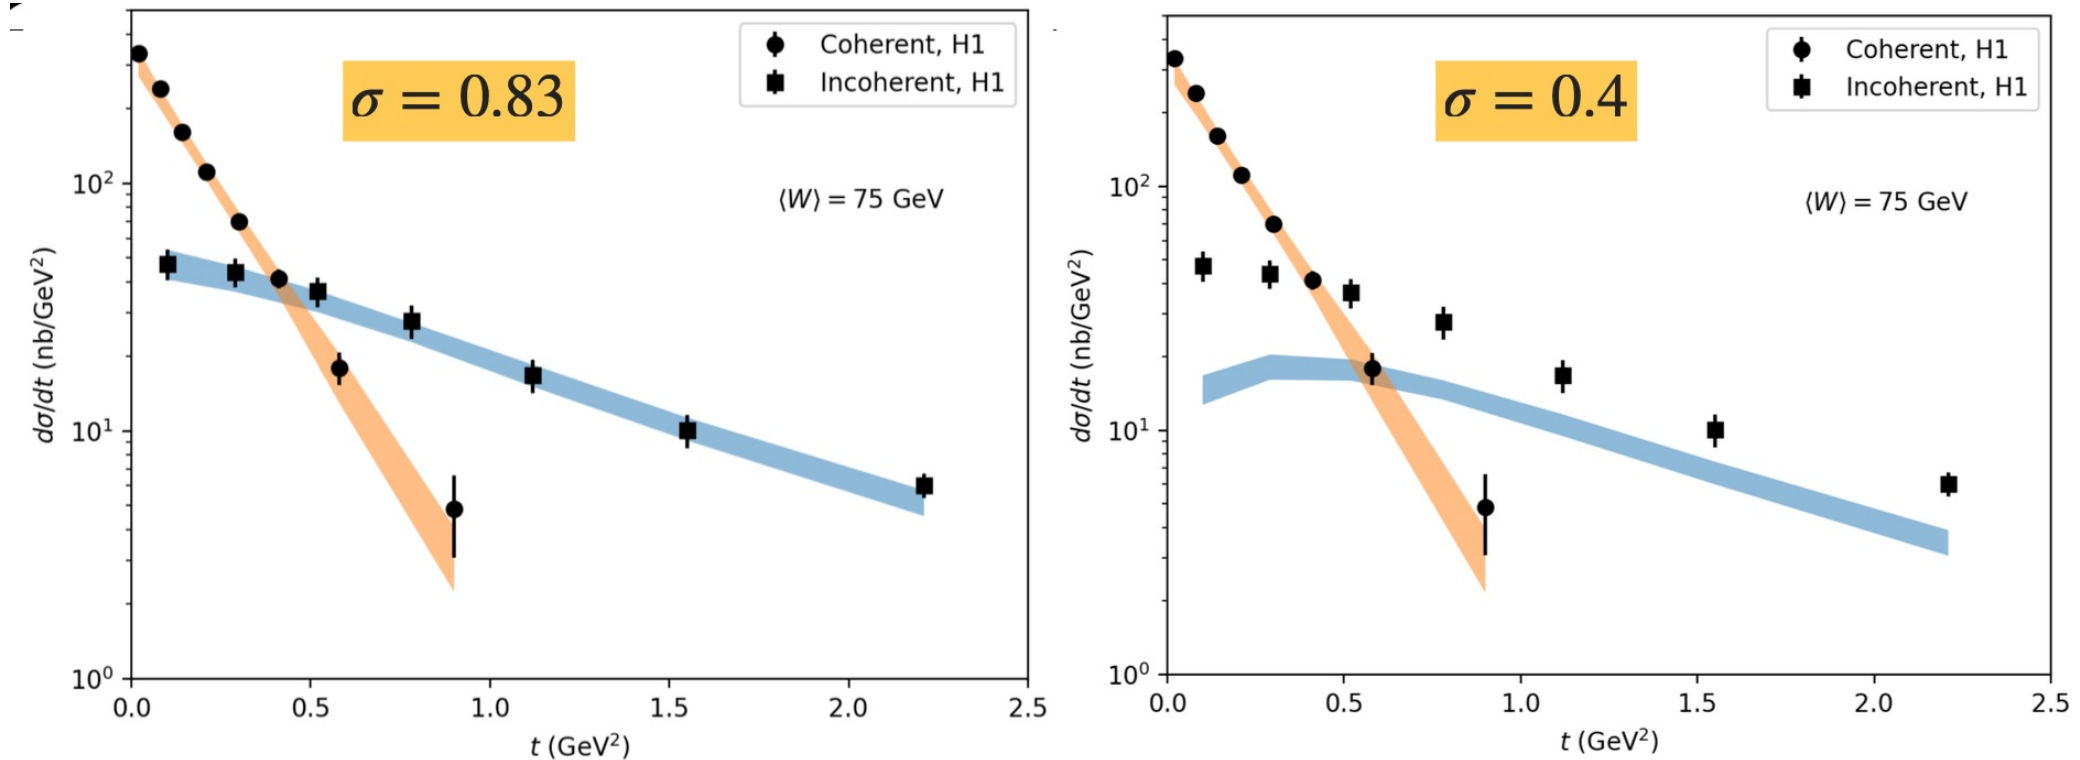 Coherent, H1
Incoherent, H1
σ = 0.83
⟨W⟩ = 75 GeV
10²
10¹
10⁰
dσ/dt (nb/GeV²)
0.0 0.5 1.0 1.5 2.0 2.5
t (GeV²)
Coherent, H1
Incoherent, H1
σ = 0.4
⟨W⟩ = 75 GeV
10²
10¹
10⁰
dσ/dt (nb/GeV²)
0.0 0.5 1.0 1.5 2.0 2.5
t (GeV²)